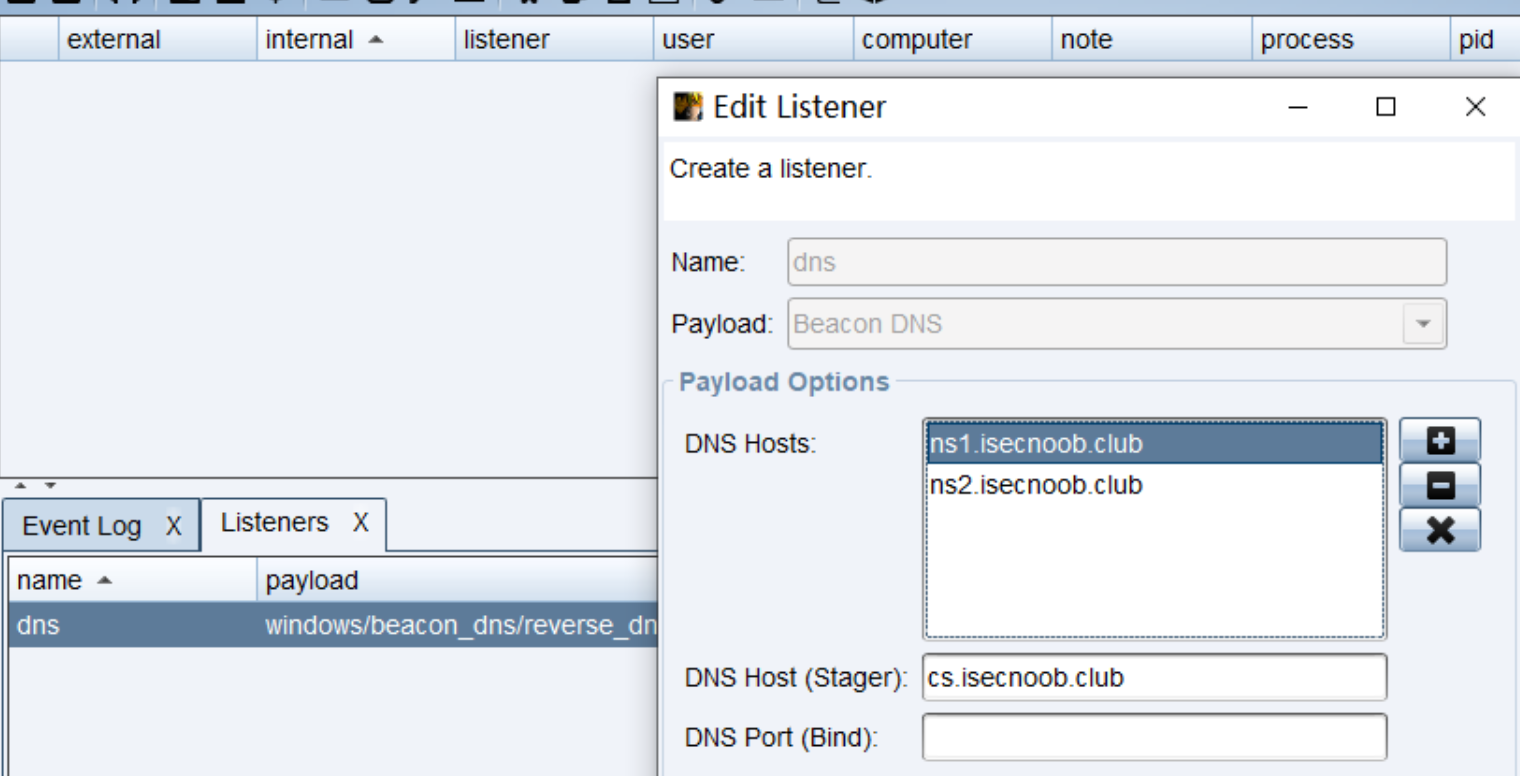 external internal listener user computer note process pid
Edit Listener
Create a listener.
Name: dns
Payload: Beacon DNS
Payload Options
DNS Hosts: ns1.isecnoob.club
ns2.isecnoob.club
DNS Host (Stager): cs.isecnoob.club
DNS Port (Bind):
Event Log X Listeners X
name payload
dns windows/beacon_dns/reverse_dn